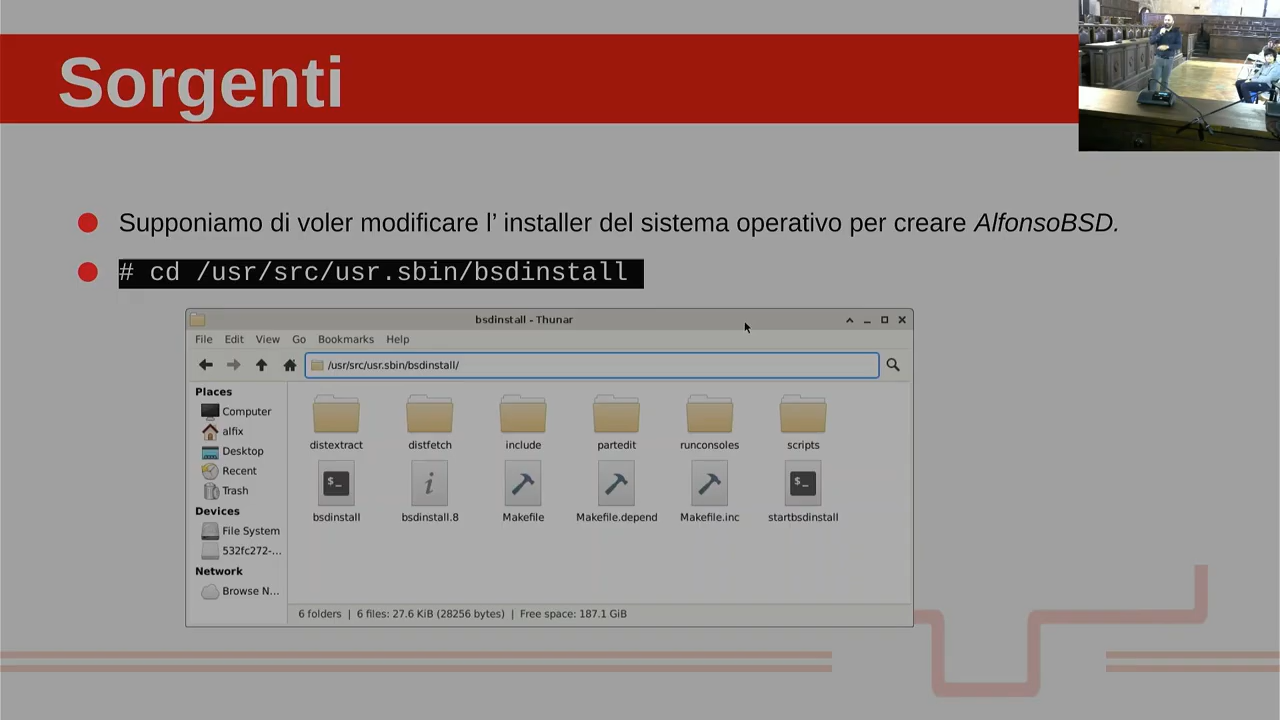 Sorgenti
Supponiamo di voler modificare l’ installer del sistema operativo per creare AlfonsoBSD.
# cd /usr/src/usr.sbin/bsdinstall
bsdinstall - Thunar
File Edit View Go Bookmarks Help
/usr/src/usr.sbin/bsdinstall/
Places
Computer
alfix
Desktop
Recent
Trash
Devices
File System
532fc272-...
Network
Browse N...
distextract distfetch include partedit runconsoles scripts
$_ i $_
bsdinstall bsdinstall.8 Makefile Makefile.depend Makefile.inc startbsdinstall
6 folders | 6 files: 27.6 KiB (28256 bytes) | Free space: 187.1 GiB